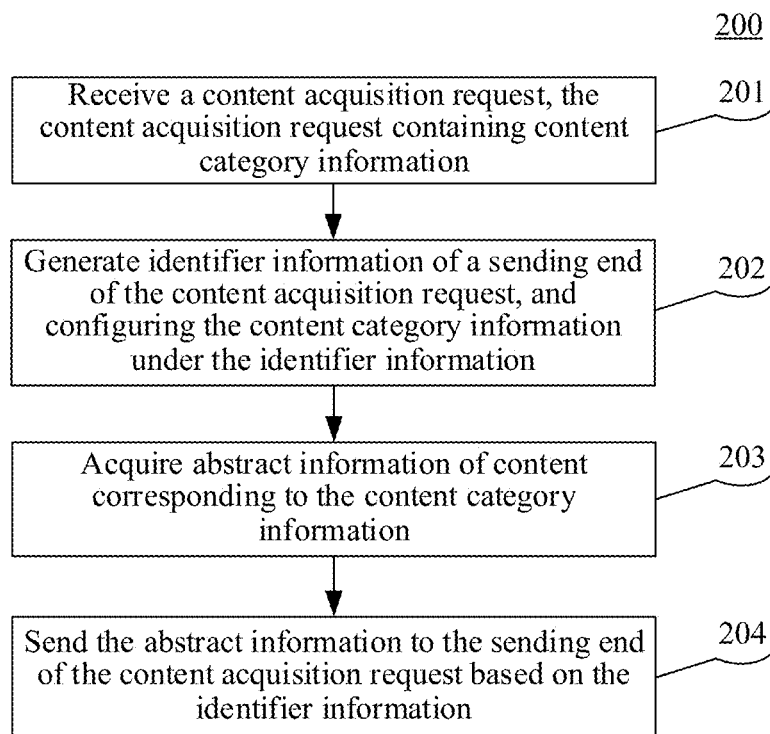 200
Receive a content acquisition request, the
content acquisition request containing content
category information
201
Generate identifier information of a sending end
of the content acquisition request, and
configuring the content category information
under the identifier information
202
Acquire abstract information of content
corresponding to the content category
information
203
Send the abstract information to the sending end
of the content acquisition request based on the
identifier information
204